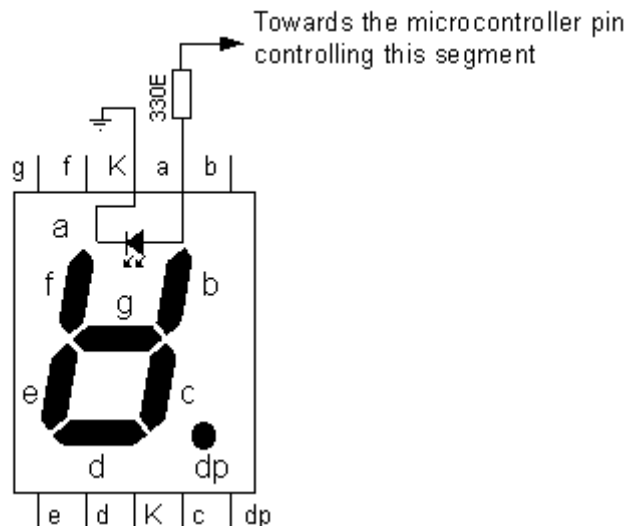 Towards the microcontroller pin
controlling this segment
330E
g f K a b
a
f b
g
e c
d dp
e d K c dp